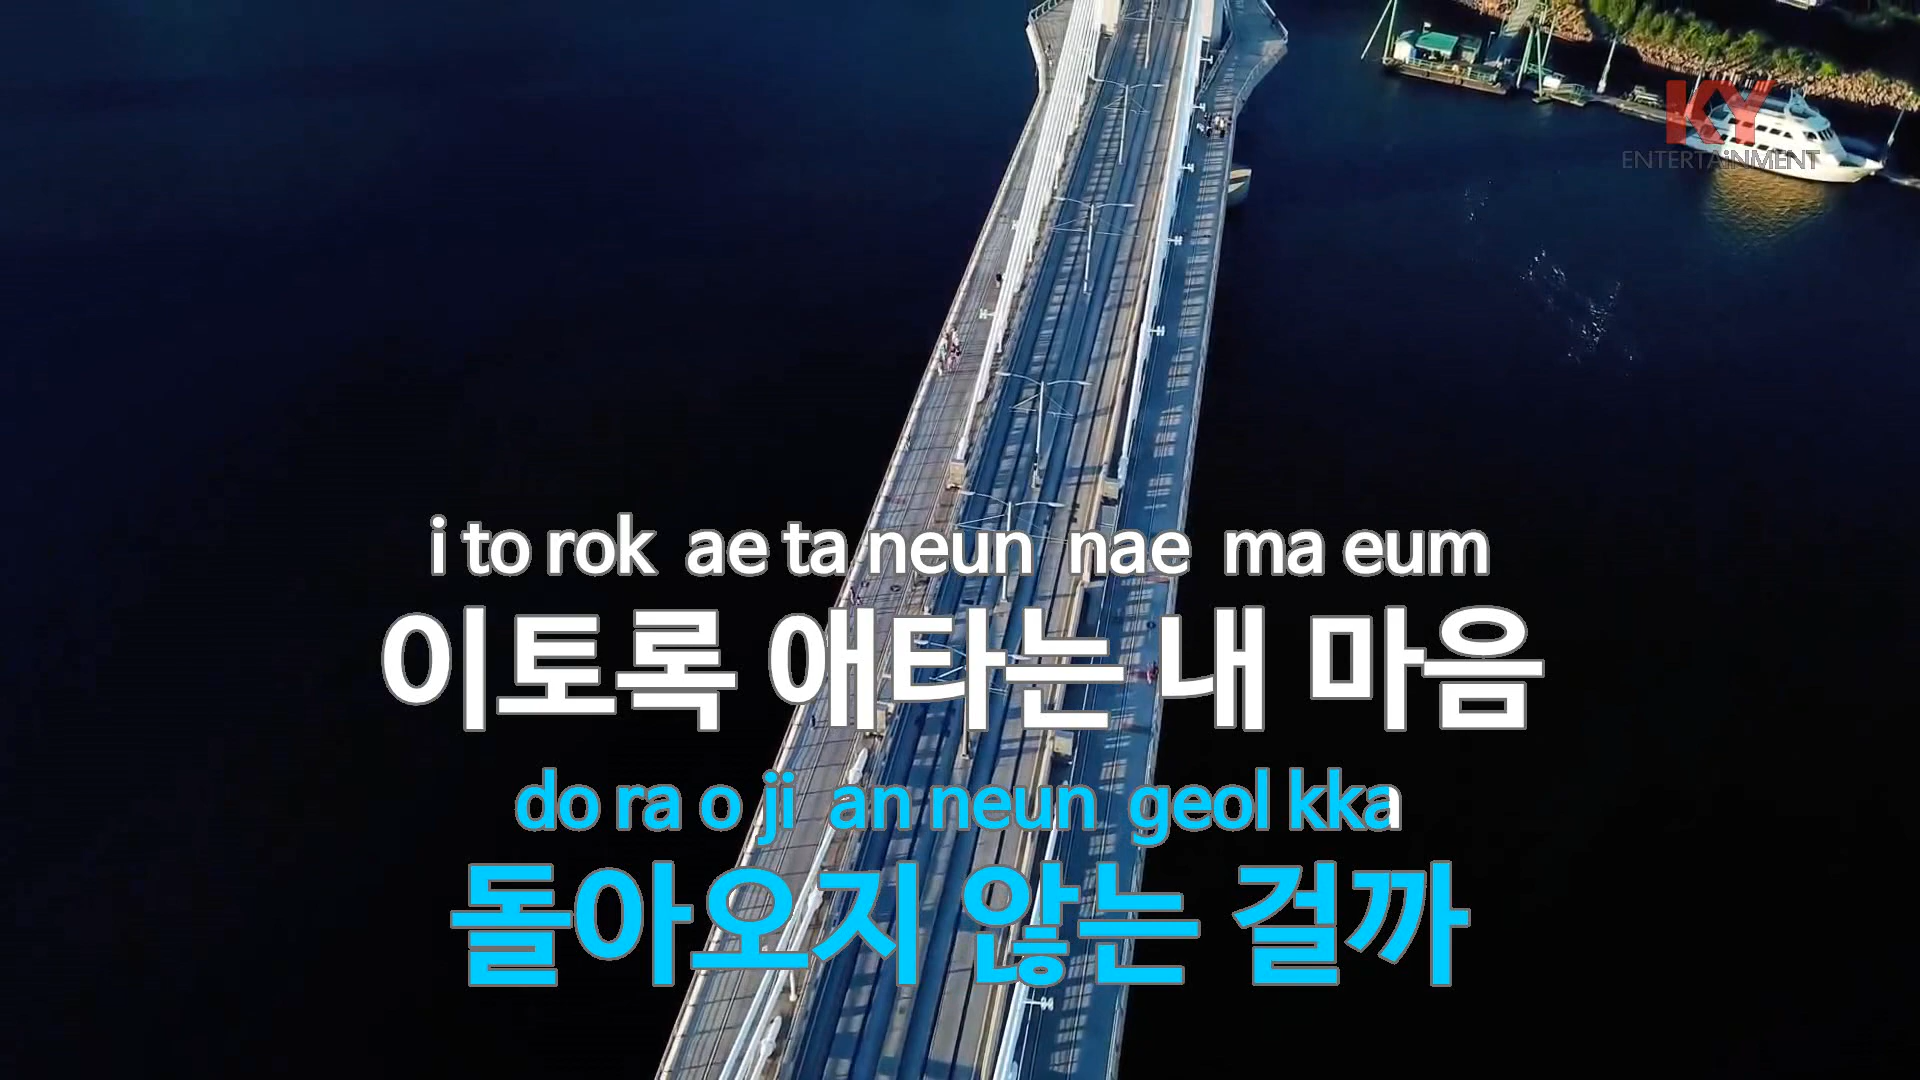 KY
ENTERTAiNMENT
i to rok ae ta neun nae ma eum
이토록 애타는 내 마음
do ra o ji an neun geol kka
돌아오지 않는 걸까